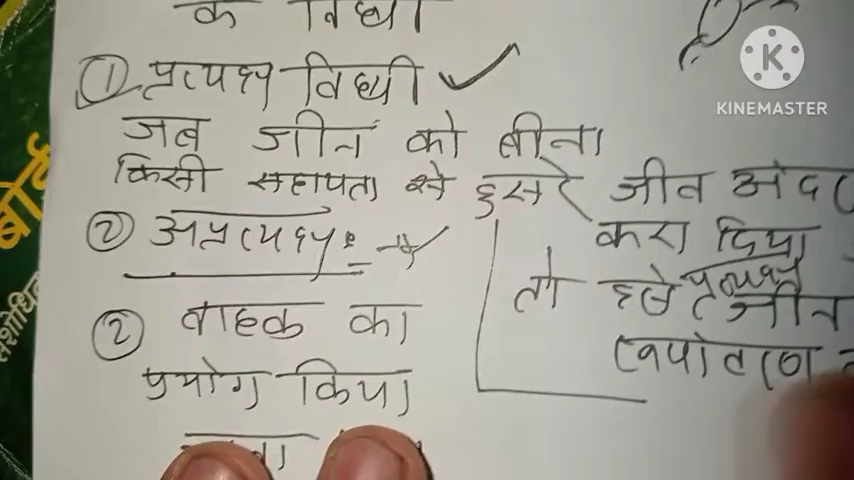 के विधी
① प्रत्यक्ष विधी
जब जीन को बीना
किसी सहायता से दुसरे जीव अंदर
करा दिया
तो इसे प्रत्यक्ष
जीन
② अप्रत्यक्ष :-
② वाहक का
प्रयोग किया
बोर्ड
संशोधित
KINEMASTER